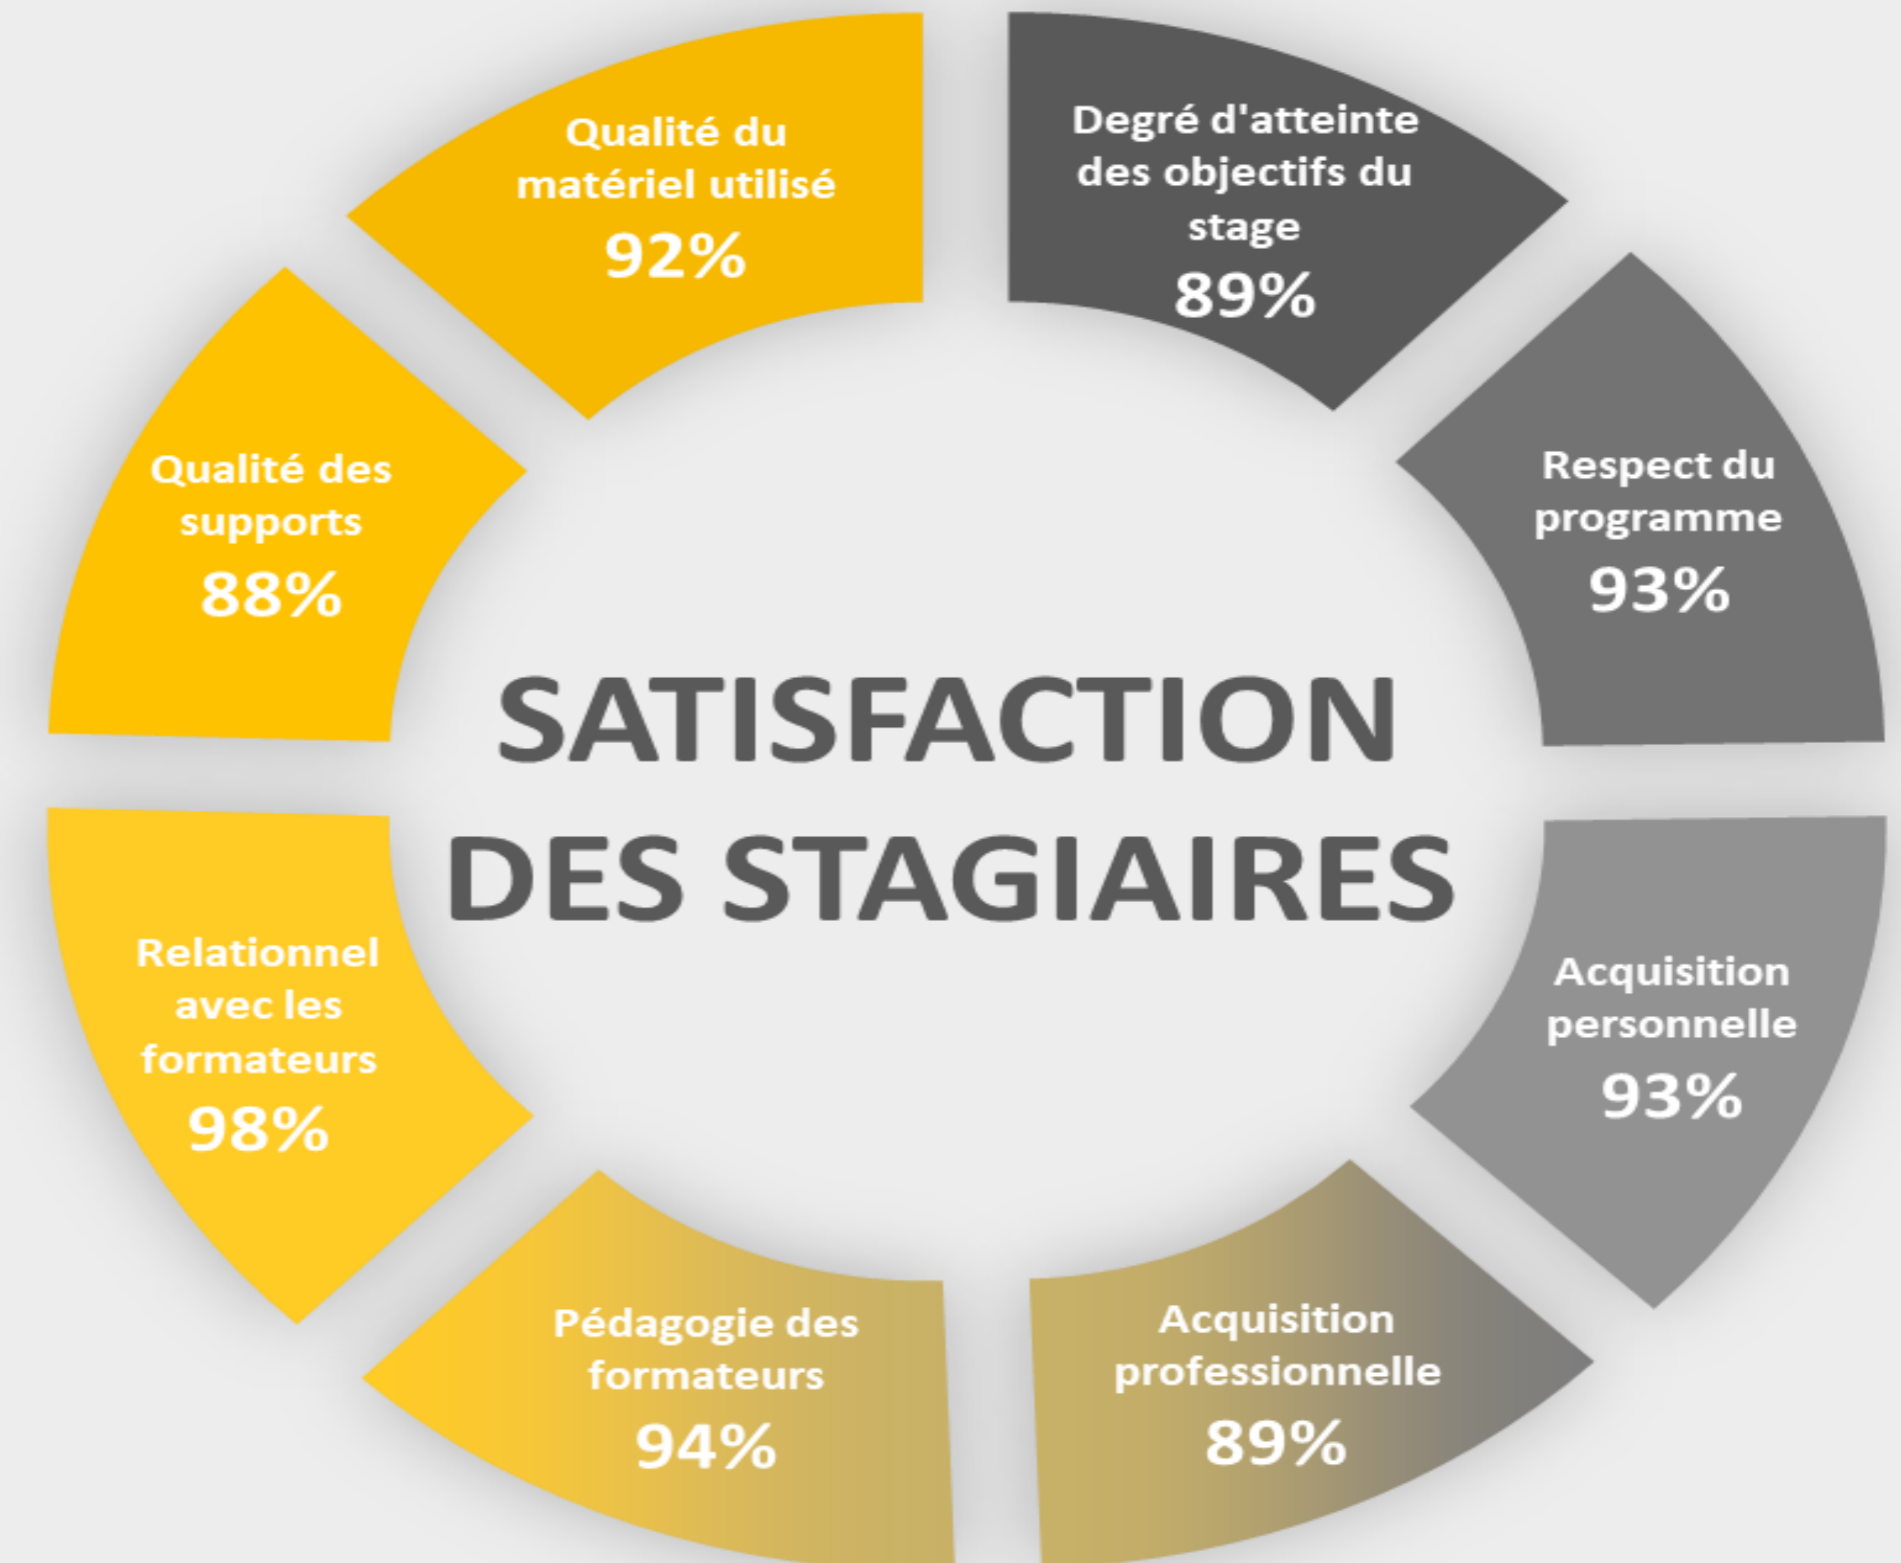 Qualité du
matériel utilisé
92%
Degré d'atteinte
des objectifs du
stage
89%
Respect du
programme
93%
Acquisition
personnelle
93%
Acquisition
professionnelle
89%
Pédagogie des
formateurs
94%
Relationnel
avec les
formateurs
98%
Qualité des
supports
88%
SATISFACTION
DES STAGIAIRES